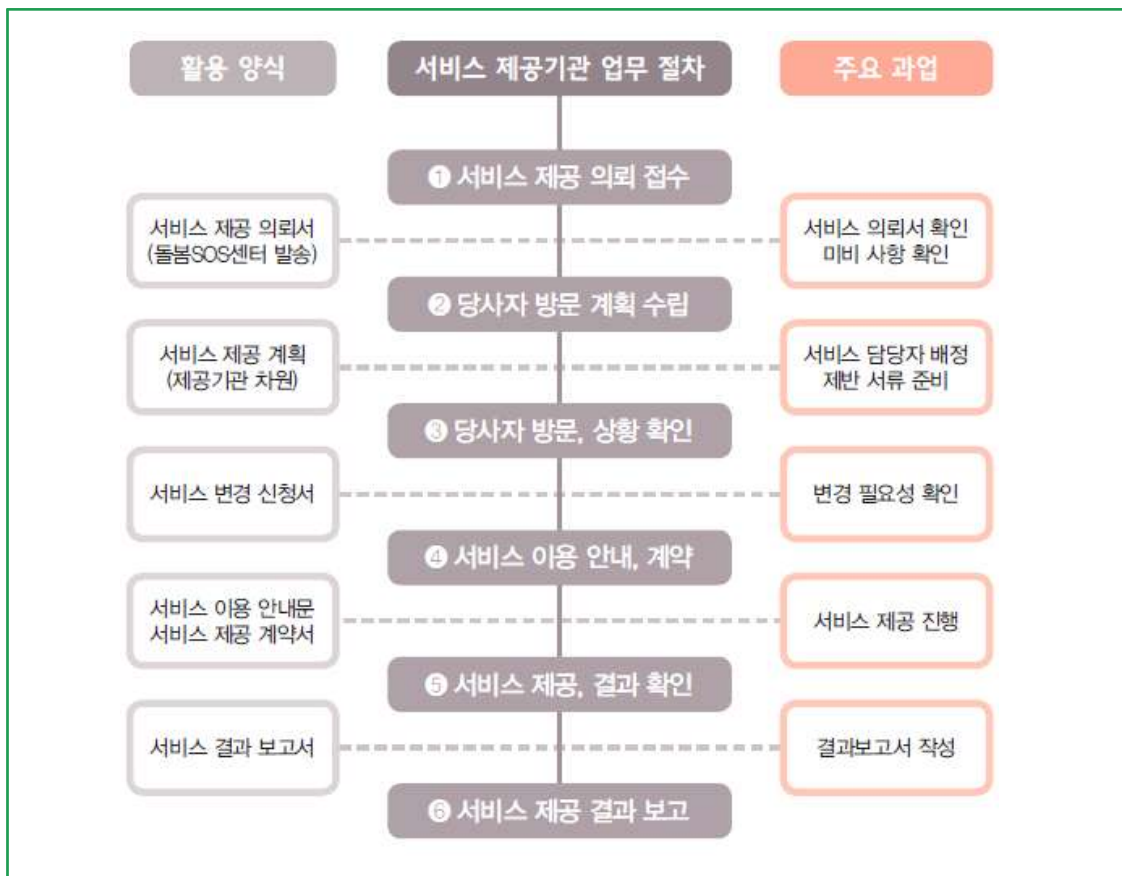 활용 양식
서비스 제공기관 업무 절차
주요 과업
❶ 서비스 제공 의뢰 접수
서비스 제공 의뢰서
(돌봄SOS센터 발송)
서비스 의뢰서 확인
미비 사항 확인
❷ 당사자 방문 계획 수립
서비스 제공 계획
(제공기관 차원)
서비스 담당자 배정
제반 서류 준비
❸ 당사자 방문, 상황 확인
서비스 변경 신청서
변경 필요성 확인
❹ 서비스 이용 안내, 계약
서비스 이용 안내문
서비스 제공 계약서
서비스 제공 진행
❺ 서비스 제공, 결과 확인
서비스 결과 보고서
결과보고서 작성
❻ 서비스 제공 결과 보고